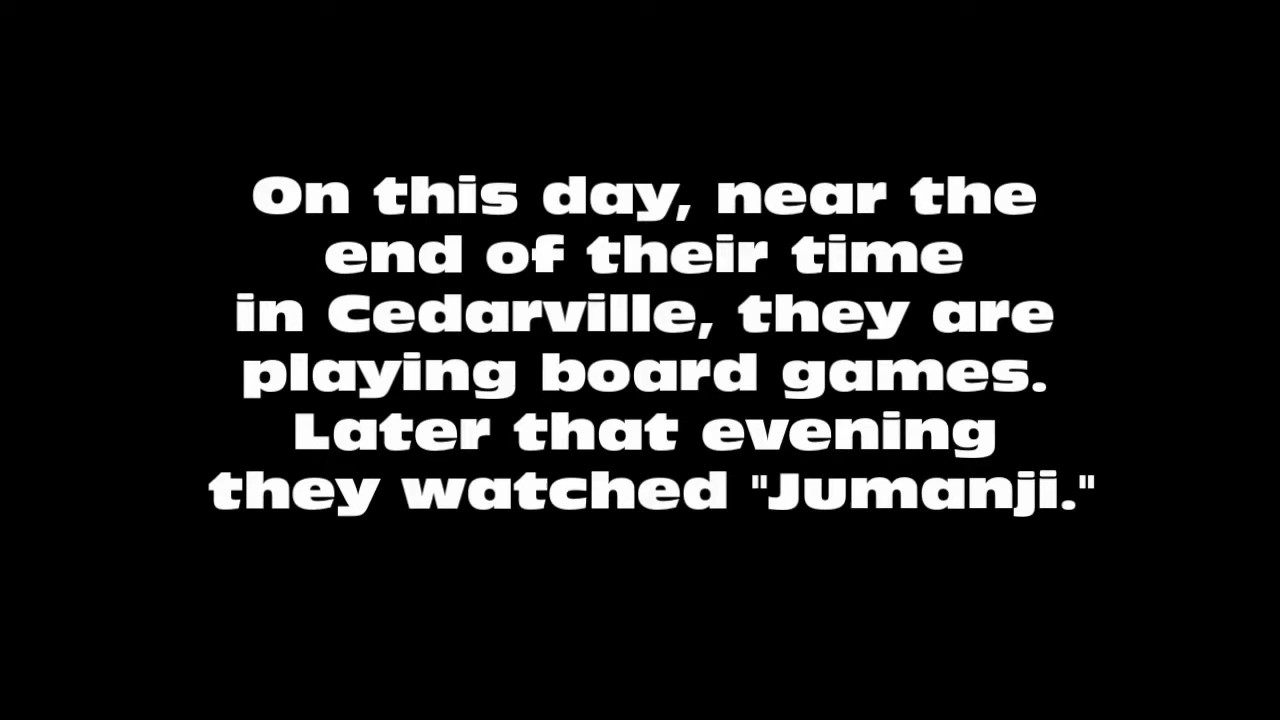 On this day, near the
end of their time
in Cedarville, they are
playing board games.
Later that evening
they watched "Jumanji."